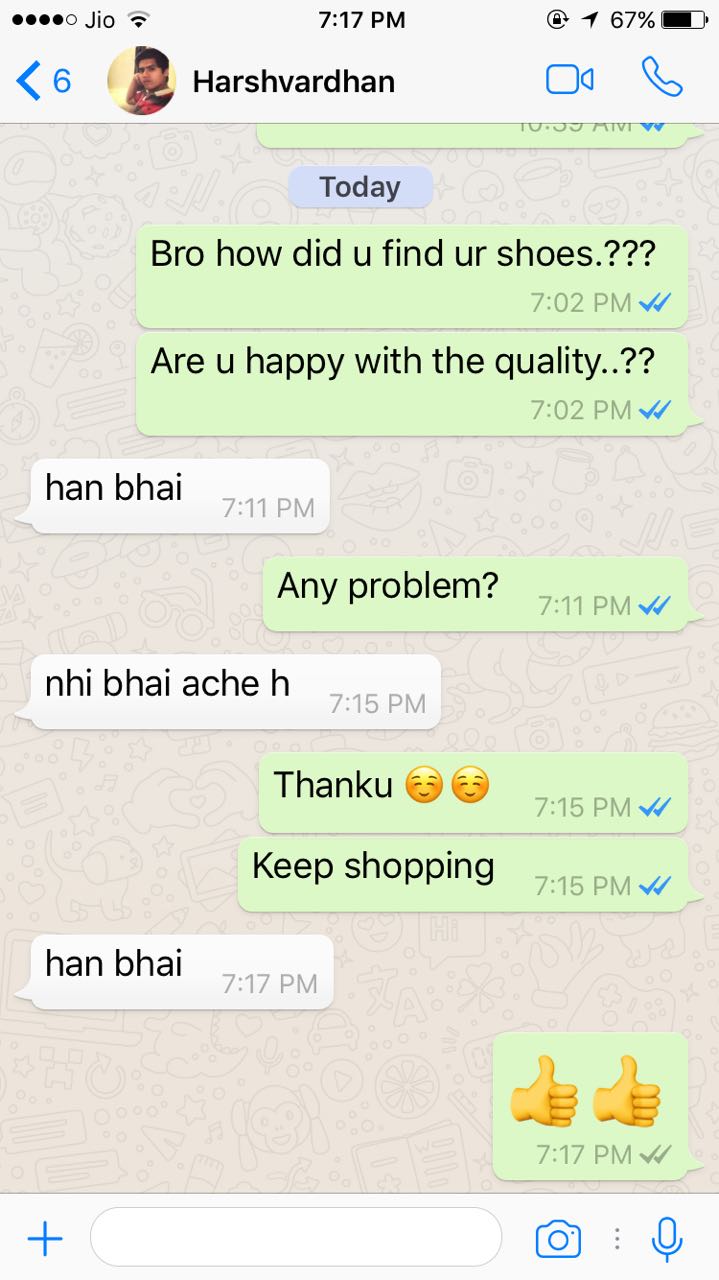 Jio 7:17 PM 67%
6 Harshvardhan
10:39 AM
Today
Bro how did u find ur shoes.???
7:02 PM
Are u happy with the quality..??
7:02 PM
han bhai 7:11 PM
Any problem? 7:11 PM
nhi bhai ache h 7:15 PM
Thanku ☺️☺️ 7:15 PM
Keep shopping 7:15 PM
han bhai 7:17 PM
👍👍
7:17 PM